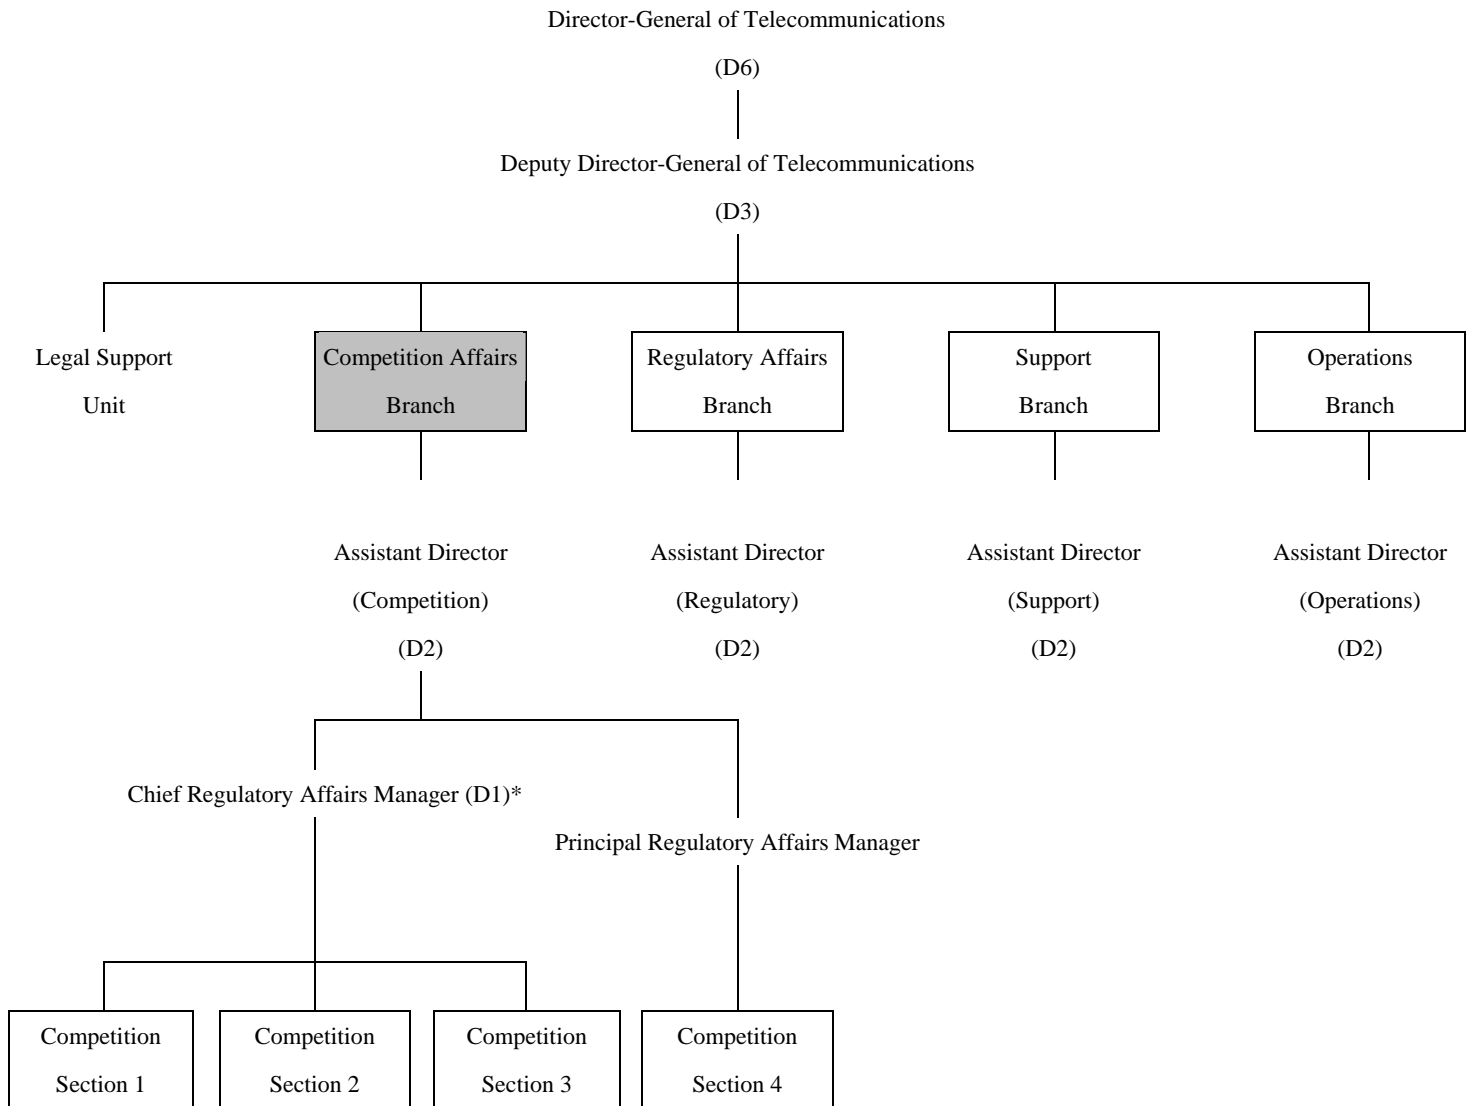 Director-General of Telecommunications
(D6)
Deputy Director-General of Telecommunications
(D3)
Legal Support
Unit
Competition Affairs
Branch
Regulatory Affairs
Branch
Support
Branch
Operations
Branch
Assistant Director
(Competition)
(D2)
Assistant Director
(Regulatory)
(D2)
Assistant Director
(Support)
(D2)
Assistant Director
(Operations)
(D2)
Chief Regulatory Affairs Manager (D1)*
Principal Regulatory Affairs Manager
Competition
Section 1
Competition
Section 2
Competition
Section 3
Competition
Section 4